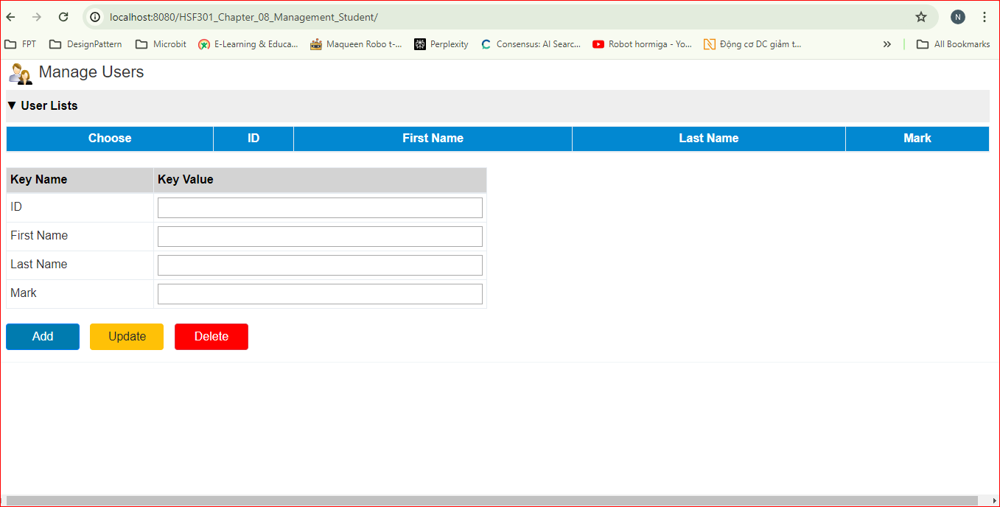 localhost:8080/HSF301_Chapter_08_Management_Student/
N
FPT DesignPattern Microbit E-Learning & Educa... Maqueen Robo t-... Perplexity Consensus: AI Searc... Robot hormiga - Yo... Động cơ DC giảm t... » All Bookmarks
Manage Users
▼ User Lists
Choose ID First Name Last Name Mark
Key Name Key Value
ID
First Name
Last Name
Mark
Add Update Delete